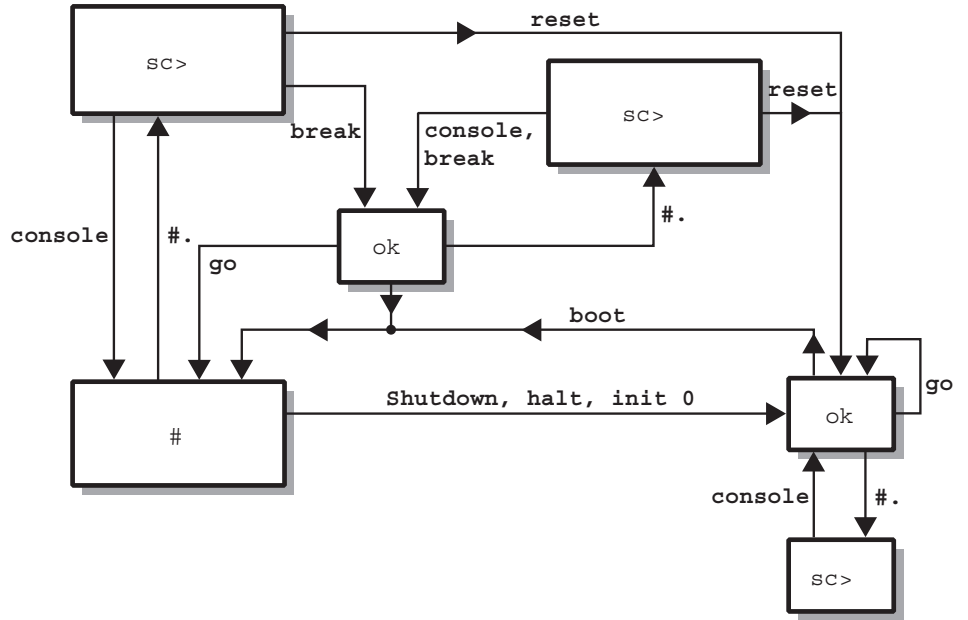 reset
sc>
reset
sc>
break
console,
break
console
#.
#.
go
ok
boot
Shutdown, halt, init 0
go
#
ok
console
#.
sc>